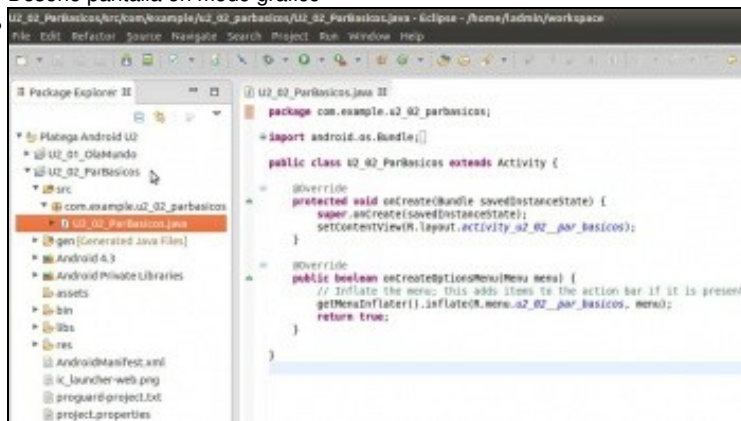 Deseño pantalla en modo gráfico
U2_02_ParBasicos/src/com/example/u2_02_parbasicos/U2_02_ParBasicos.java - Eclipse - /home/ladmin/workspace
File Edit Refactor Source Navigate Search Project Run Window Help
Package Explorer
U2_02_ParBasicos.java
Platega Android U2
U2_01_OlaMundo
U2_02_ParBasicos
src
com.example.u2_02_parbasicos
U2_02_ParBasicos.java
gen [Generated Java Files]
Android 4.3
Android Private Libraries
assets
bin
libs
res
AndroidManifest.xml
ic_launcher-web.png
proguard-project.txt
project.properties
package com.example.u2_02_parbasicos;
import android.os.Bundle;
public class U2_02_ParBasicos extends Activity {
@Override
protected void onCreate(Bundle savedInstanceState) {
super.onCreate(savedInstanceState);
setContentView(R.layout.activity_u2_02__par_basicos);
}
@Override
public boolean onCreateOptionsMenu(Menu menu) {
// Inflate the menu; this adds items to the action bar if it is present
getMenuInflater().inflate(R.menu.u2_02__par_basicos, menu);
return true;
}
}